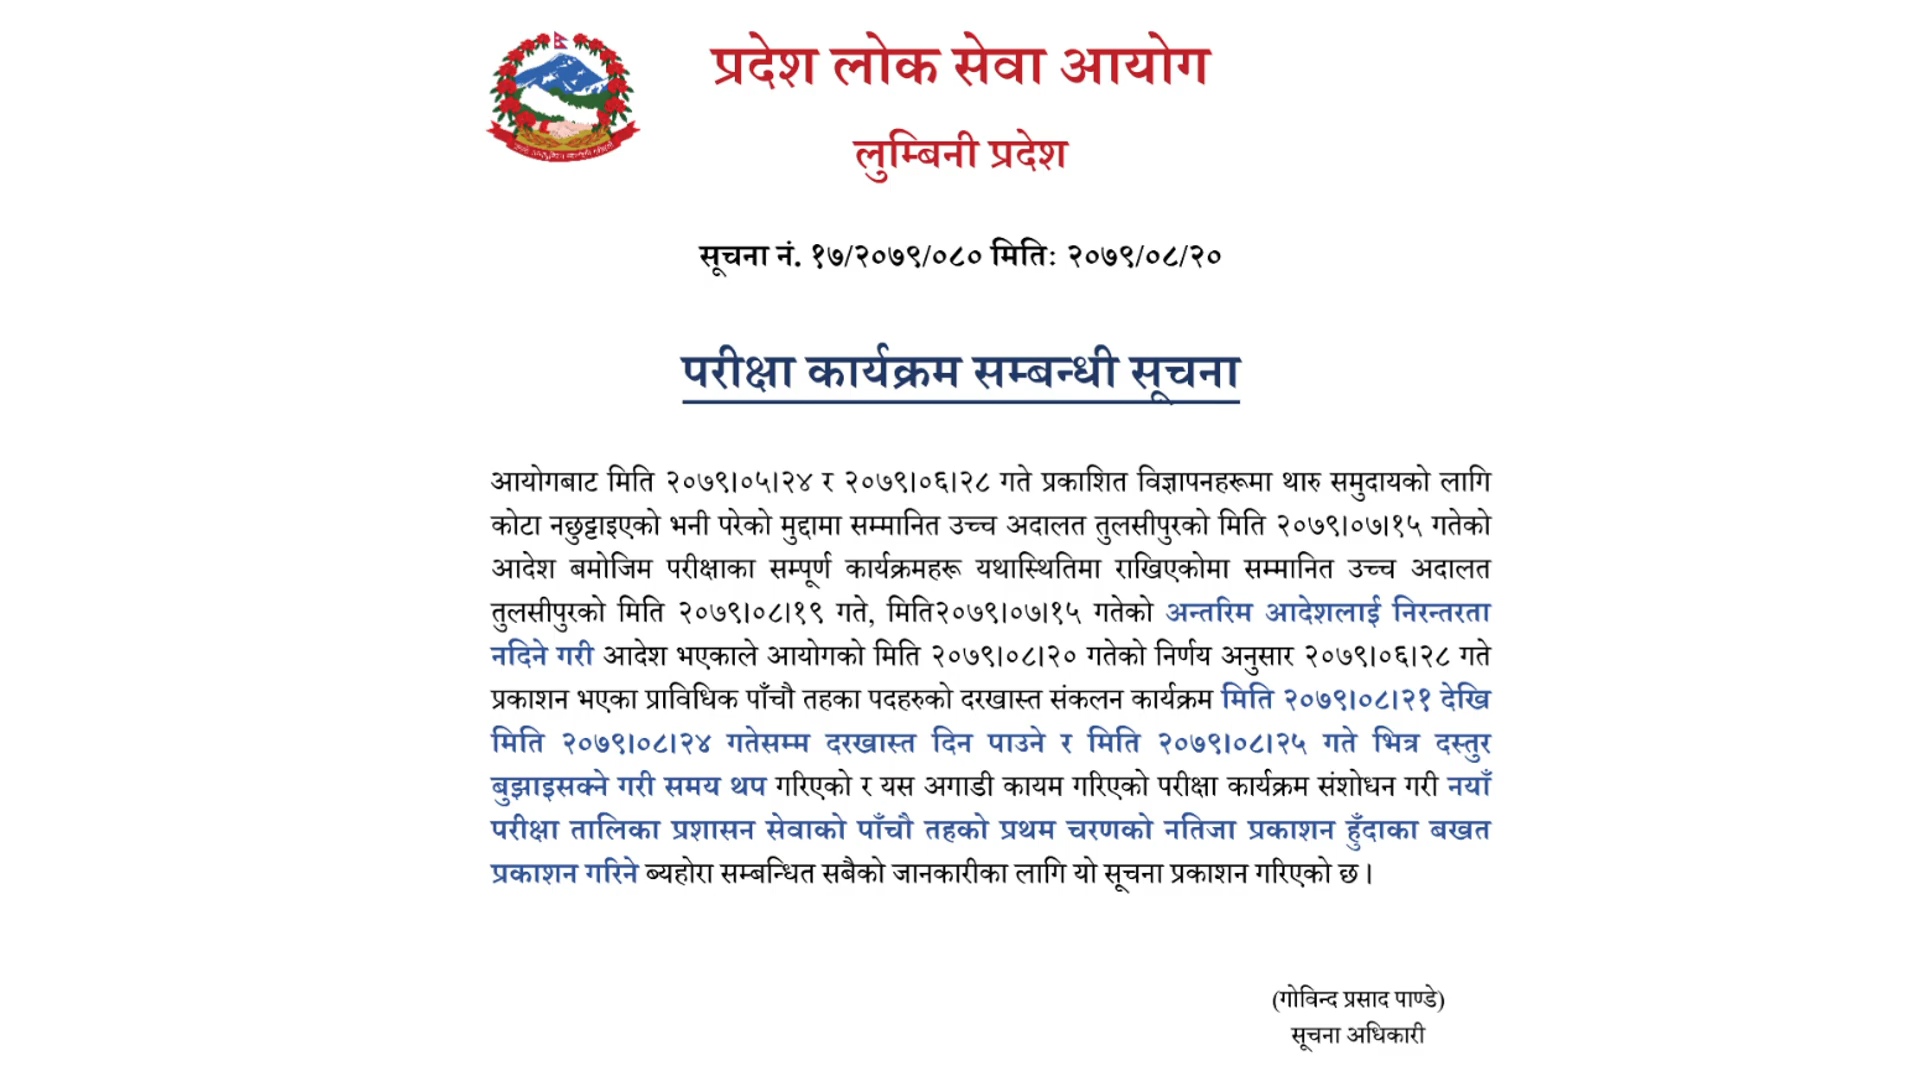 प्रदेश लोक सेवा आयोग
लुम्बिनी प्रदेश
सूचना नं. १७/२०७९/०८० मितिः २०७९/०८/२०
परीक्षा कार्यक्रम सम्बन्धी सूचना
आयोगबाट मिति २०७९।०५।२४ र २०७९।०६।२८ गते प्रकाशित विज्ञापनहरूमा थारु समुदायको लागि
कोटा नछुट्टाइएको भनी परेको मुद्दामा सम्मानित उच्च अदालत तुलसीपुरको मिति २०७९।०७।१५ गतेको
आदेश बमोजिम परीक्षाका सम्पूर्ण कार्यक्रमहरू यथास्थितिमा राखिएकोमा सम्मानित उच्च अदालत
तुलसीपुरको मिति २०७९।०८।१९ गते, मिति२०७९।०७।१५ गतेको अन्तरिम आदेशलाई निरन्तरता
नदिने गरी आदेश भएकाले आयोगको मिति २०७९।०८।२० गतेको निर्णय अनुसार २०७९।०६।२८ गते
प्रकाशन भएका प्राविधिक पाँचौ तहका पदहरुको दरखास्त संकलन कार्यक्रम मिति २०७९।०८।२१ देखि
मिति २०७९।०८।२४ गतेसम्म दरखास्त दिन पाउने र मिति २०७९।०८।२५ गते भित्र दस्तुर
बुझाइसक्ने गरी समय थप गरिएको र यस अगाडी कायम गरिएको परीक्षा कार्यक्रम संशोधन गरी नयाँ
परीक्षा तालिका प्रशासन सेवाको पाँचौ तहको प्रथम चरणको नतिजा प्रकाशन हुँदाका बखत
प्रकाशन गरिने ब्यहोरा सम्बन्धित सबैको जानकारीका लागि यो सूचना प्रकाशन गरिएको छ।
(गोविन्द प्रसाद पाण्डे)
सूचना अधिकारी